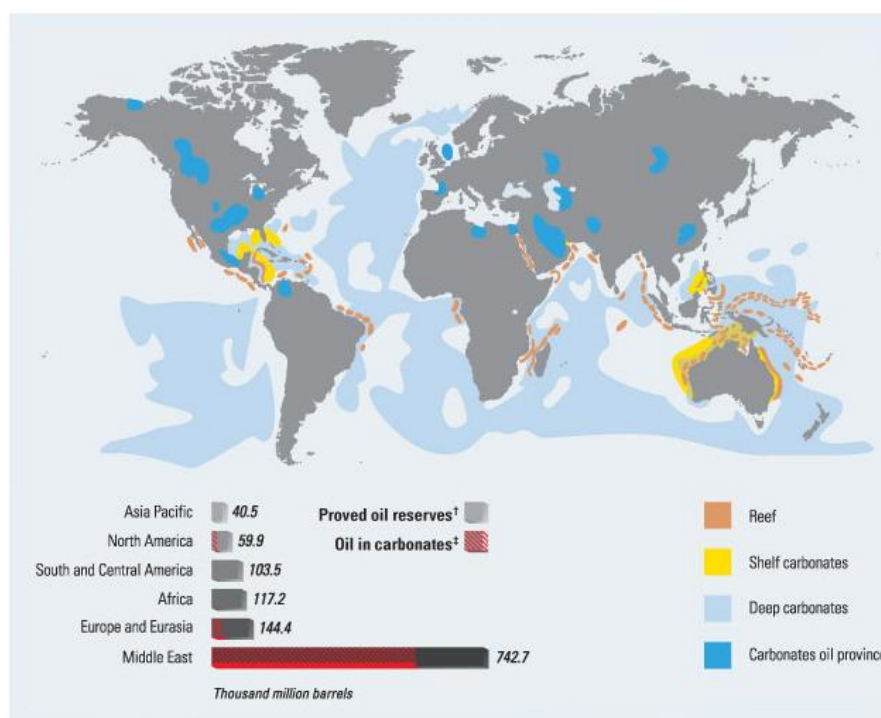 Asia Pacific 40.5
North America 59.9
South and Central America 103.5
Africa 117.2
Europe and Eurasia 144.4
Middle East 742.7
Thousand million barrels
Proved oil reserves†
Oil in carbonates‡
Reef
Shelf carbonates
Deep carbonates
Carbonates oil province